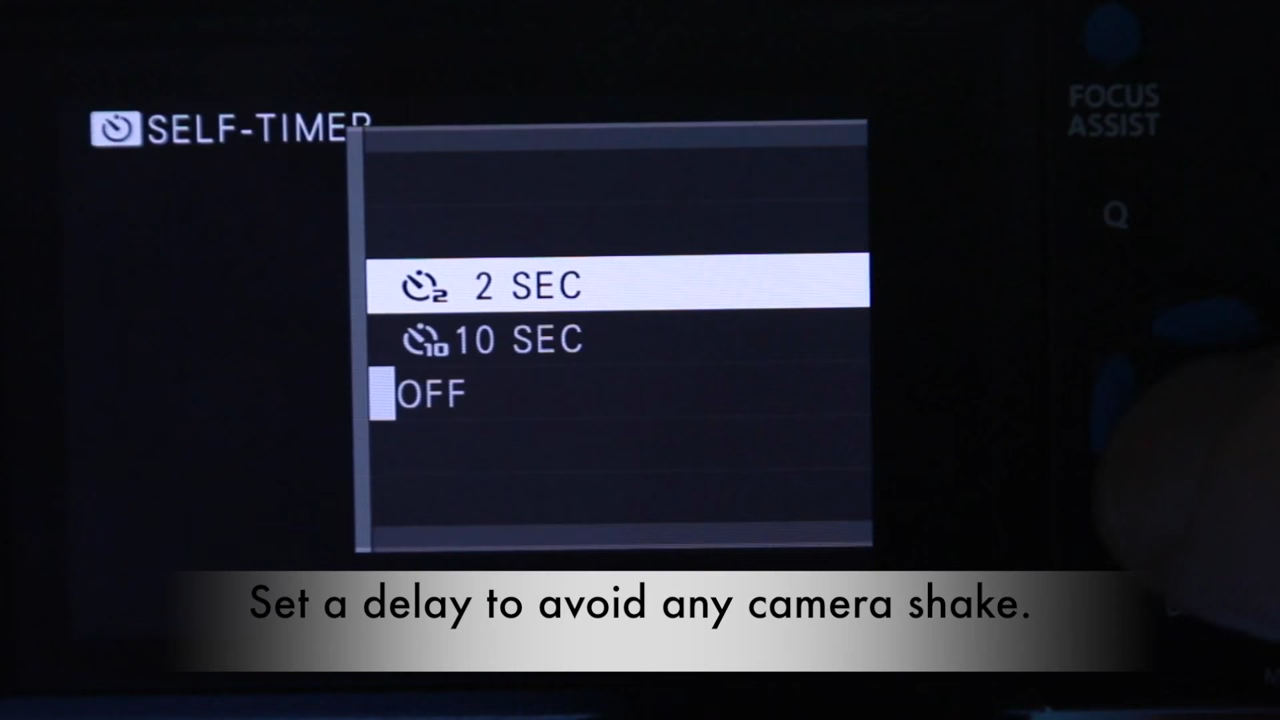 SELF-TIMER
FOCUS
ASSIST
Q
2 SEC
10 SEC
OFF
Set a delay to avoid any camera shake.